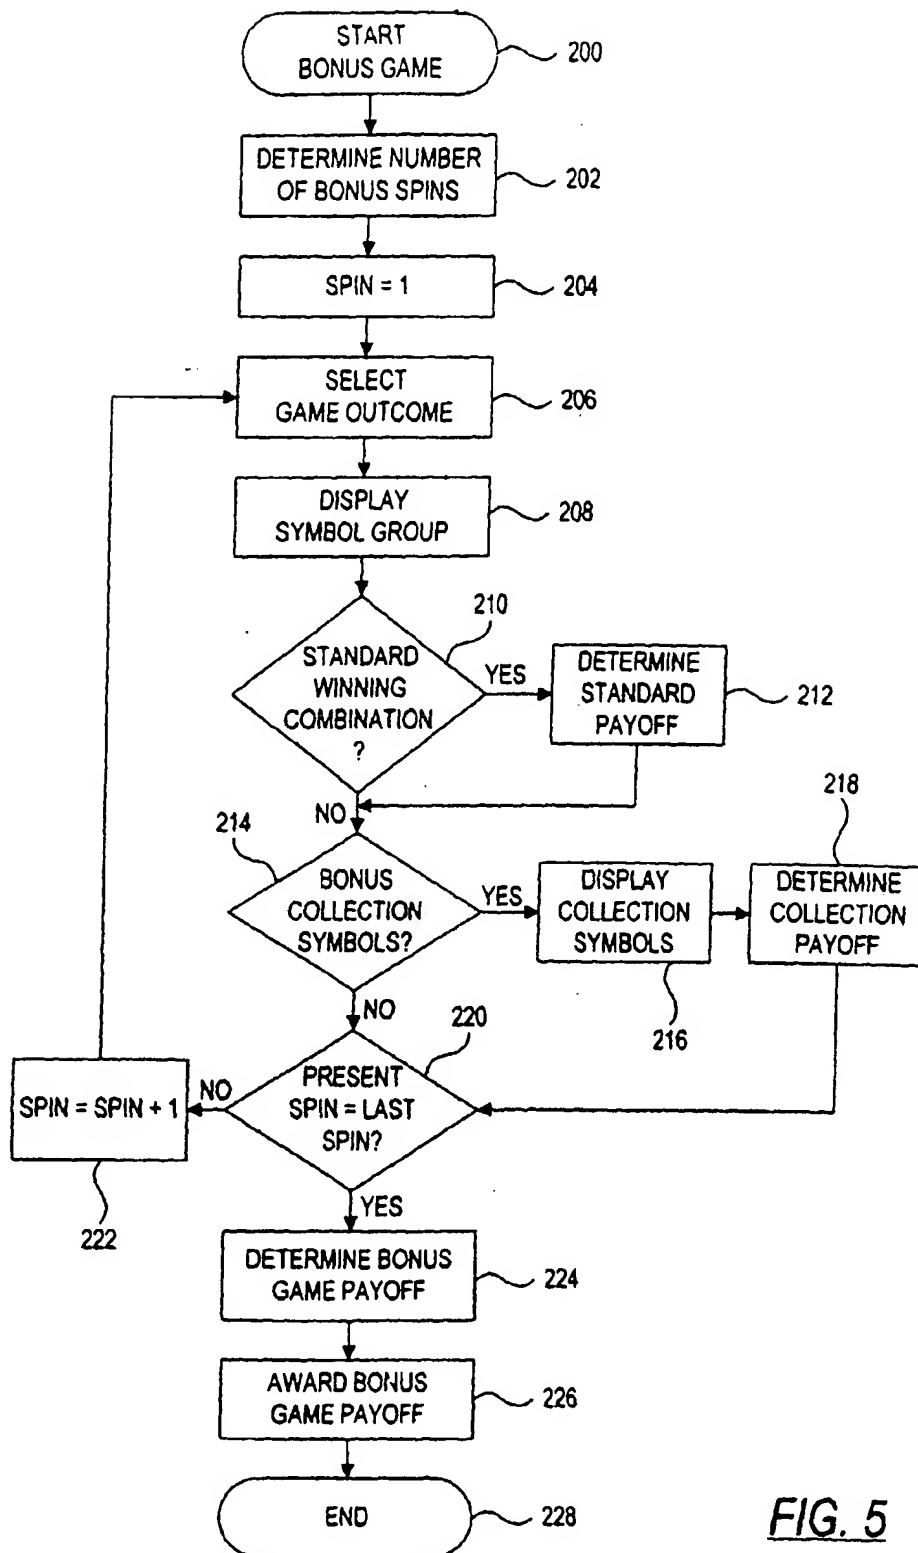 START
BONUS GAME
200
DETERMINE NUMBER
OF BONUS SPINS
202
SPIN = 1
204
SELECT
GAME OUTCOME
206
DISPLAY
SYMBOL GROUP
208
210
STANDARD
WINNING
COMBINATION
?
YES
DETERMINE
STANDARD
PAYOFF
212
NO
214
BONUS
COLLECTION
SYMBOLS?
YES
DISPLAY
COLLECTION
SYMBOLS
216
218
DETERMINE
COLLECTION
PAYOFF
NO
220
PRESENT
SPIN = LAST
SPIN?
NO
SPIN = SPIN + 1
222
YES
DETERMINE BONUS
GAME PAYOFF
224
AWARD BONUS
GAME PAYOFF
226
END
228
FIG. 5